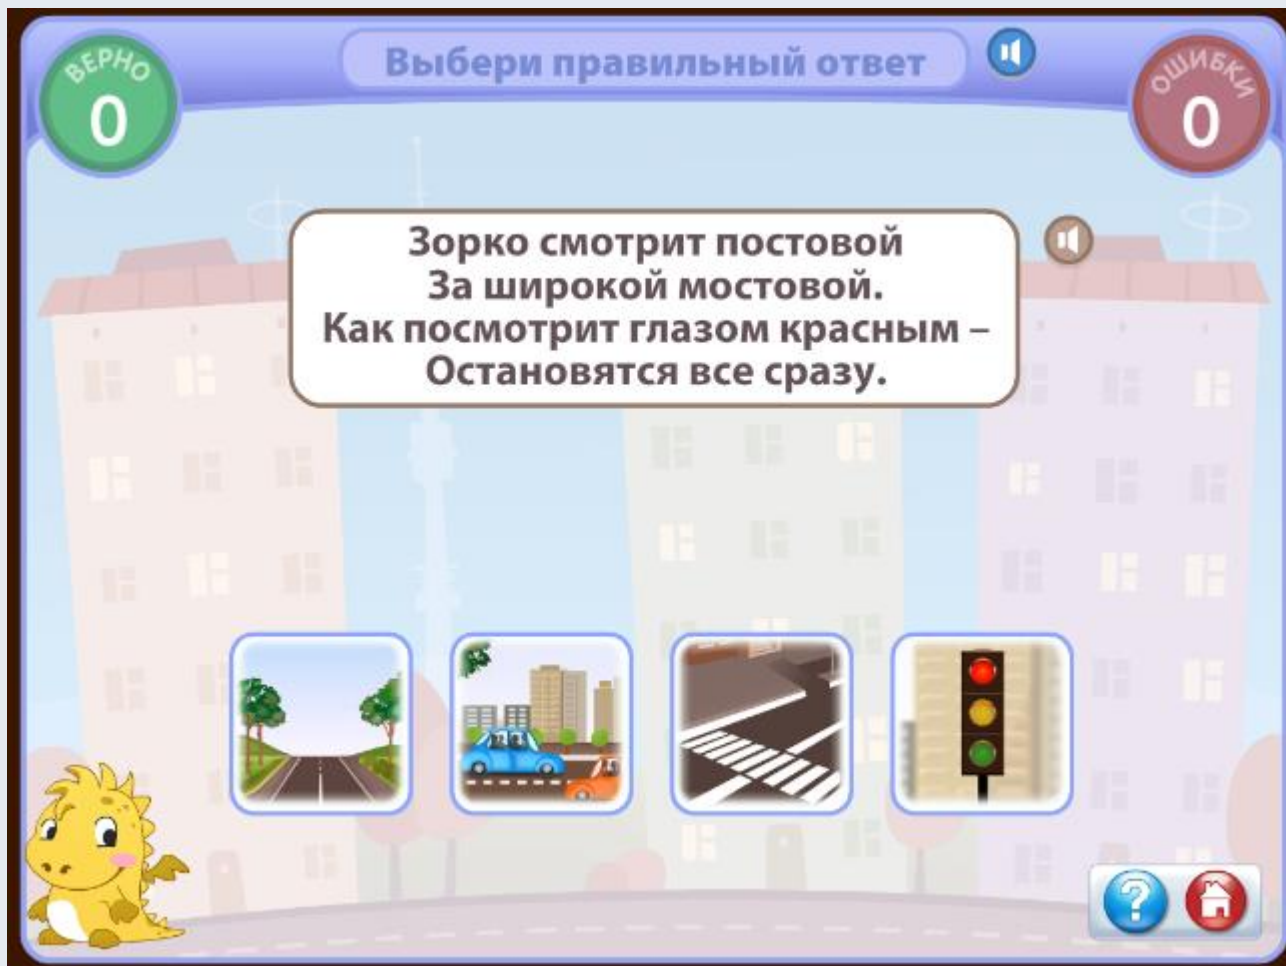 ВЕРНО
0
Выбери правильный ответ
ОШИБКИ
0
Зорко смотрит постовой
За широкой мостовой.
Как посмотрит глазом красным –
Остановятся все сразу.
?